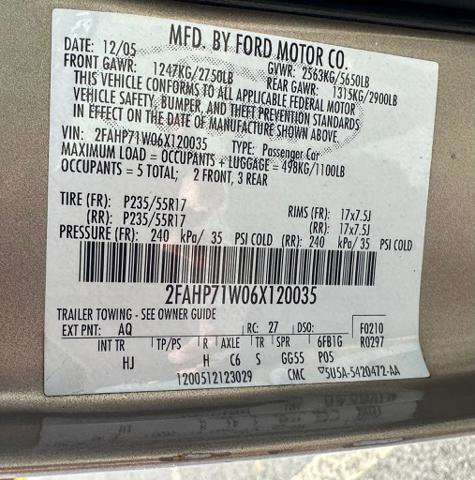 MFD. BY FORD MOTOR CO.
DATE: 12/05 GVWR: 2563KG/5650LB
FRONT GAWR: 1247KG/2750LB REAR GAWR: 1315KG/2900LB
THIS VEHICLE CONFORMS TO ALL APPLICABLE FEDERAL MOTOR
VEHICLE SAFETY, BUMPER, AND THEFT PREVENTION STANDARDS
IN EFFECT ON THE DATE OF MANUFACTURE SHOWN ABOVE.
VIN: 2FAHP71W06X120035 TYPE: Passenger Car
MAXIMUM LOAD = OCCUPANTS + LUGGAGE = 498KG/1100LB
OCCUPANTS = 5 TOTAL; 2 FRONT, 3 REAR
TIRE (FR): P235/55R17 RIMS (FR): 17x7.5J
(RR): P235/55R17 (RR): 17x7.5J
PRESSURE (FR): 240 kPa/ 35 PSI COLD (RR): 240 kPa/ 35 PSI COLD
2FAHP71W06X120035
TRAILER TOWING - SEE OWNER GUIDE
EXT PNT: AQ RC: 27 DSO: F0210
INT TR TP/PS R AX TR SPR 6FB1G R0297
HJ H C6 S GG55 P05
1200512123029 CMC ▽5U5A-5420472-AA